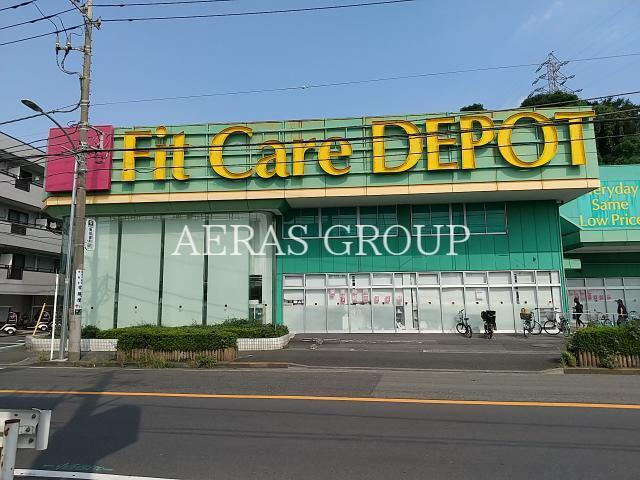 Fit Care DEPOT
Everyday
Same
Low Price
AERAS GROUP